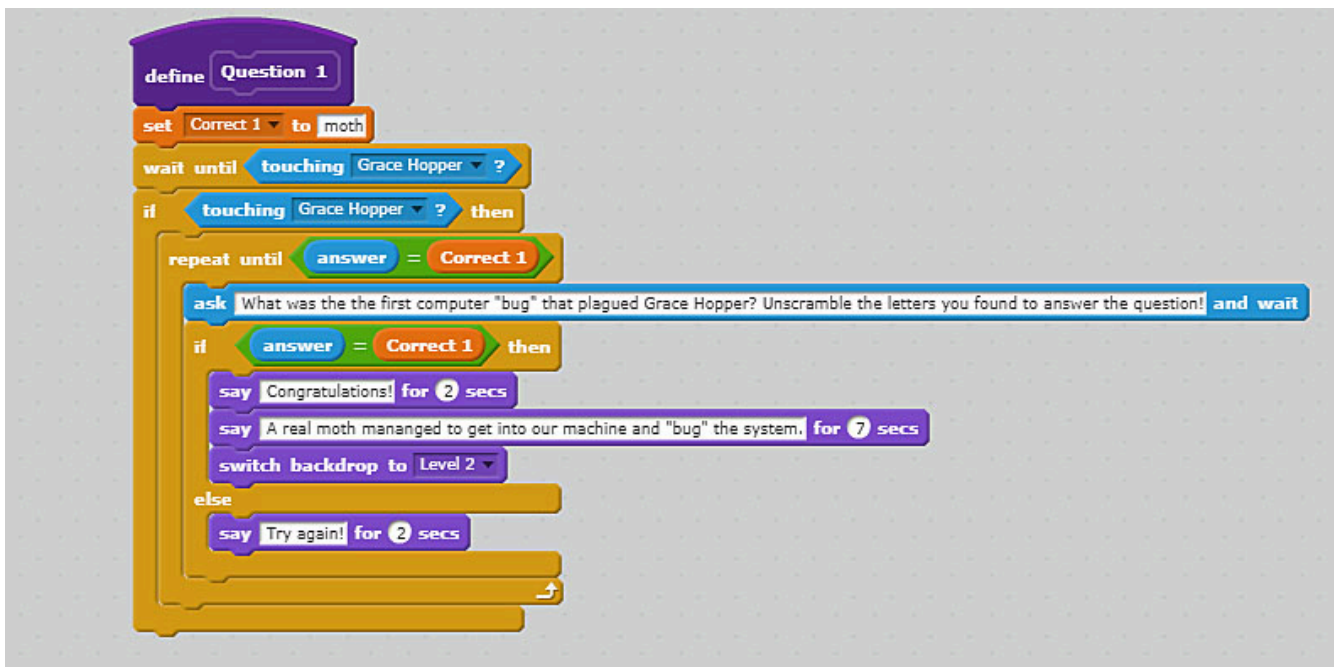 define Question 1
set Correct 1 to moth
wait until touching Grace Hopper ?
if touching Grace Hopper ? then
repeat until answer = Correct 1
ask What was the the first computer "bug" that plagued Grace Hopper? Unscramble the letters you found to answer the question! and wait
if answer = Correct 1 then
say Congratulations! for 2 secs
say A real moth mananged to get into our machine and "bug" the system. for 7 secs
switch backdrop to Level 2
else
say Try again! for 2 secs